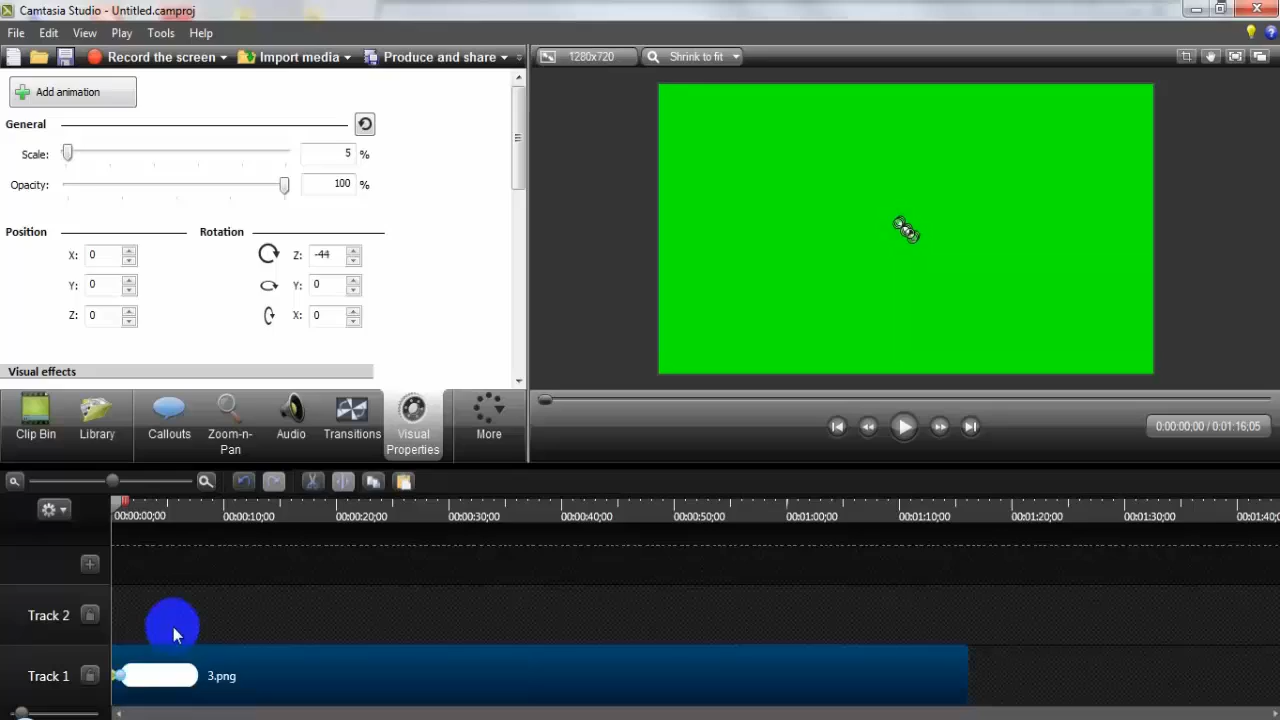 Camtasia Studio - Untitled.camproj
File Edit View Play Tools Help
Record the screen Import media Produce and share
1280x720 Shrink to fit
Add animation
General
Scale: 5 %
Opacity: 100 %
Position Rotation
X: 0 Z: -44
Y: 0 Y: 0
Z: 0 X: 0
Visual effects
Clip Bin Library Callouts Zoom-n-Pan Audio Transitions Visual Properties More
0:00:00;00 / 0:01:16;05
00:00:00;00 00:00:10;00 00:00:20;00 00:00:30;00 00:00:40;00 00:00:50;00 00:01:00;00 00:01:10;00 00:01:20;00 00:01:30;00 00:01:40;0
Track 2
Track 1 3.png